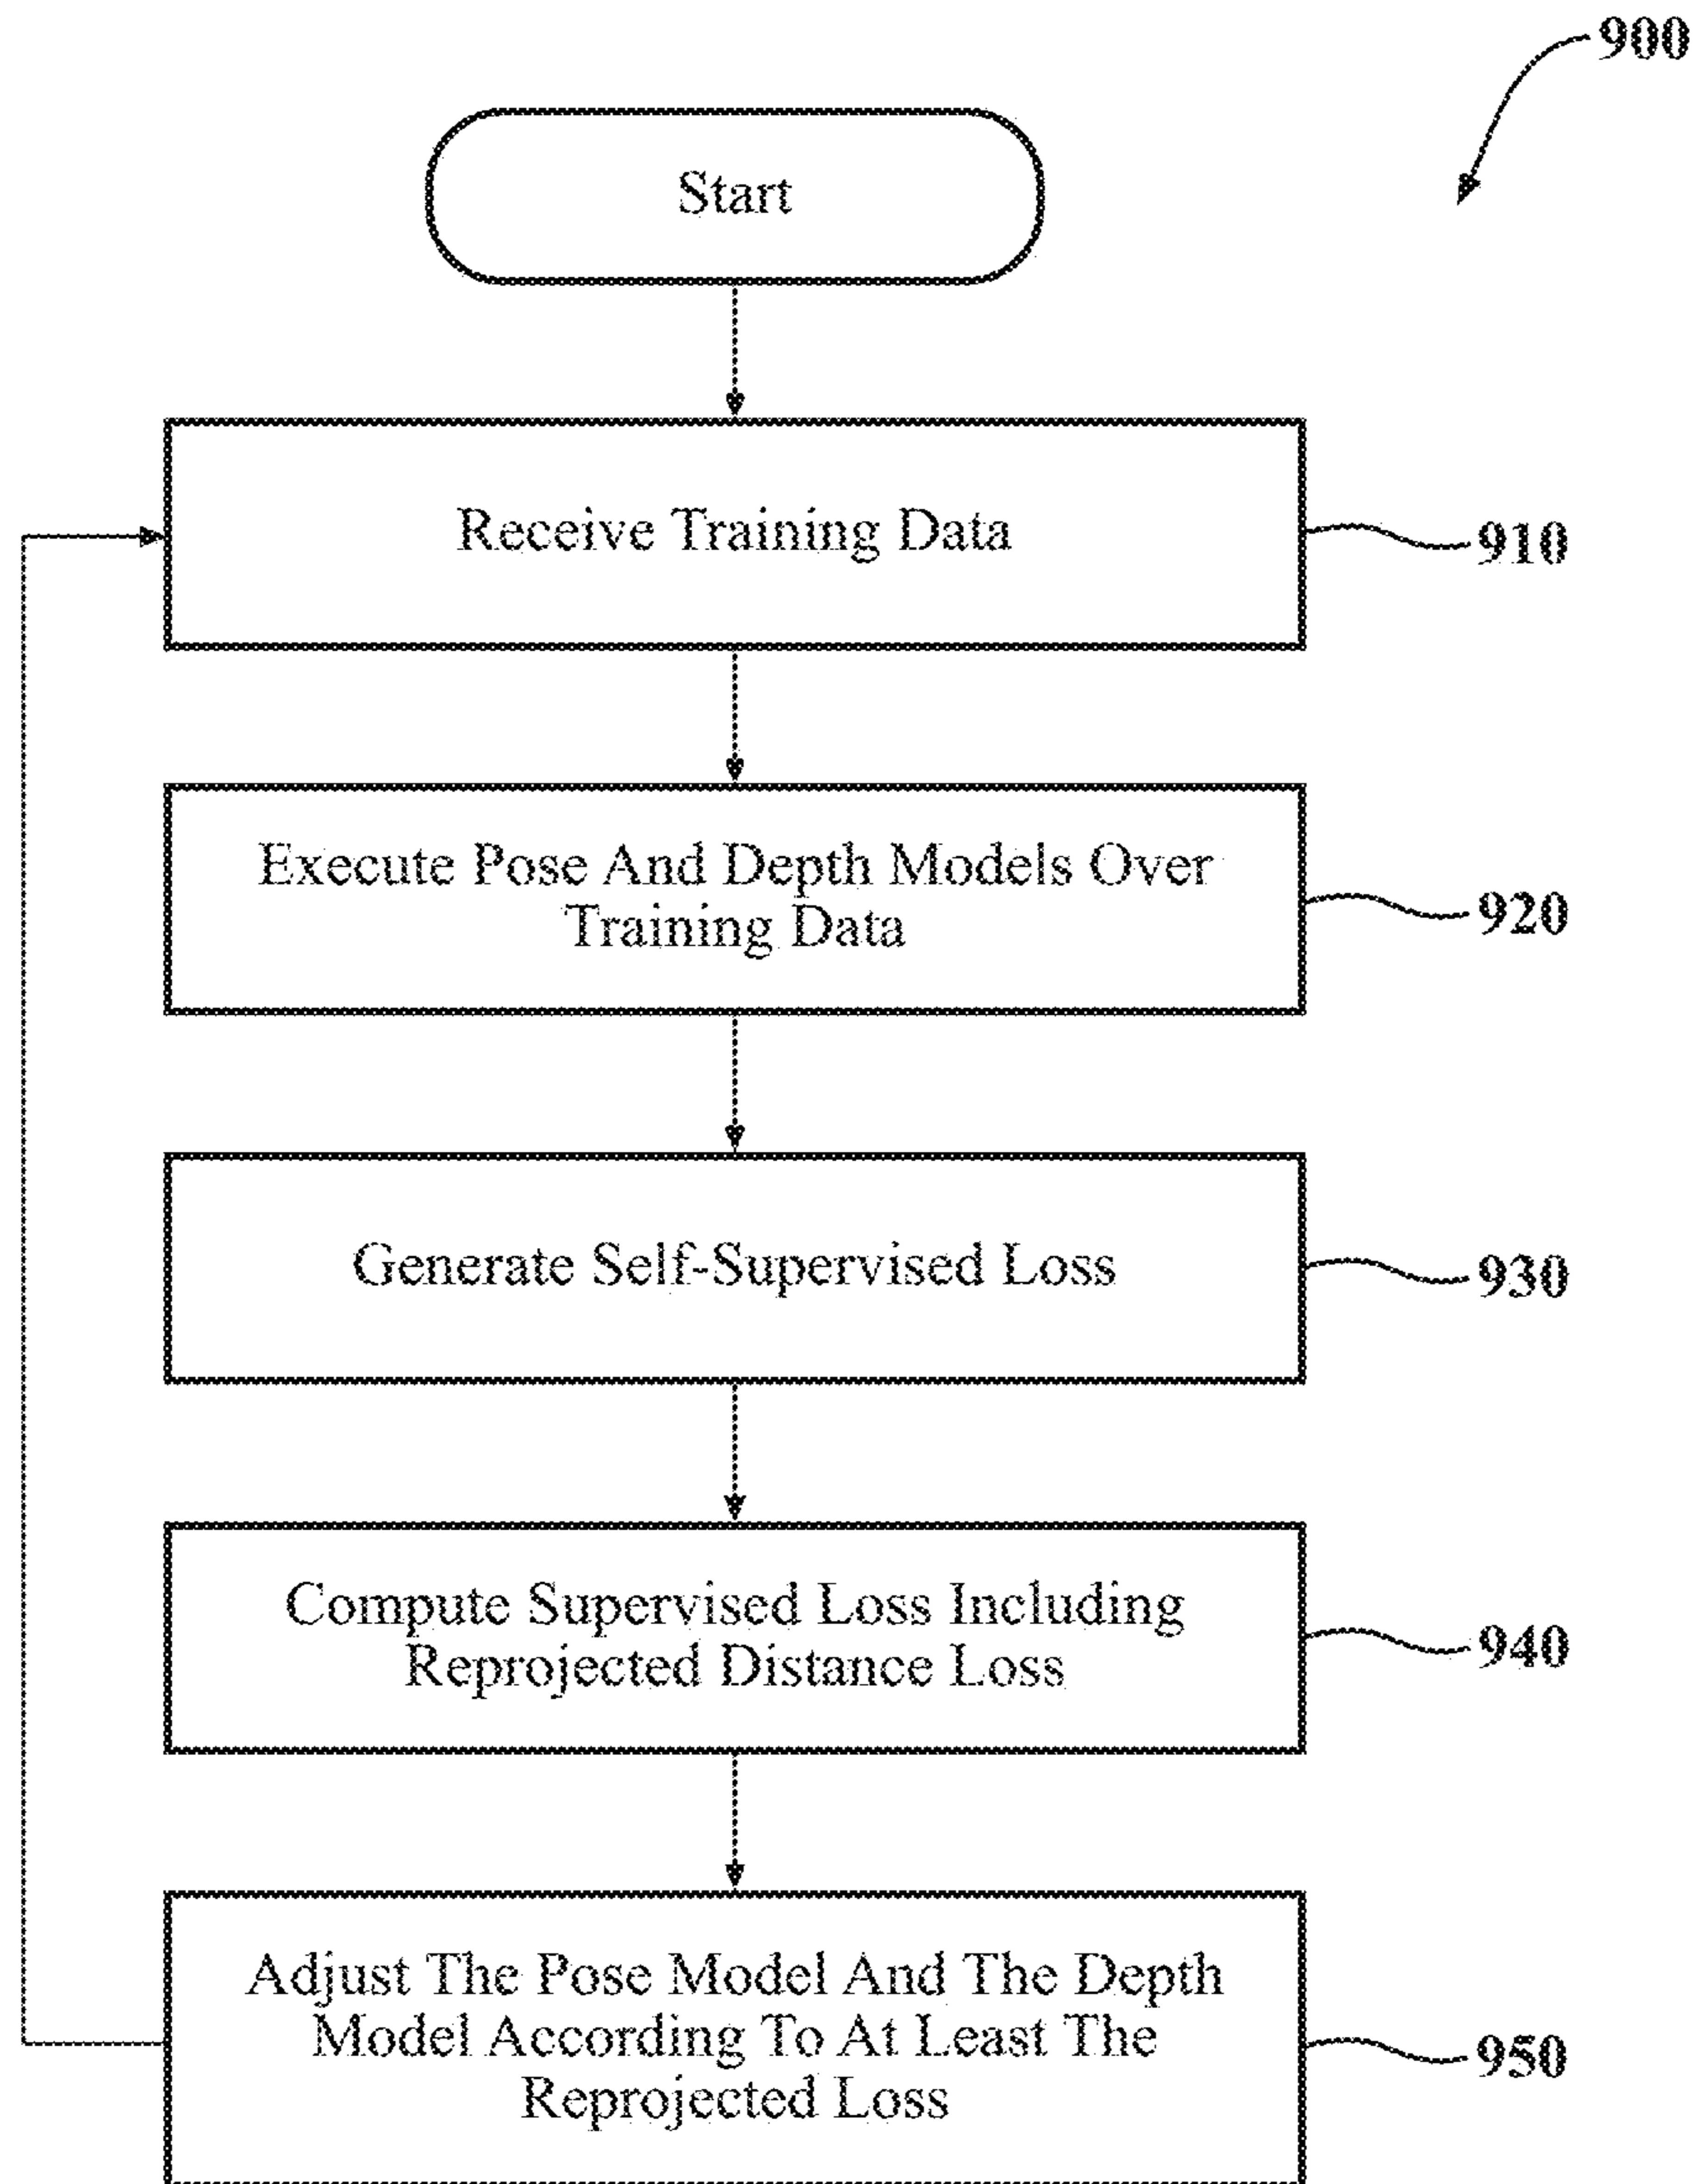 900
Start
Receive Training Data
910
Execute Pose And Depth Models Over
Training Data
920
Generate Self-Supervised Loss
930
Compute Supervised Loss Including
Reprojected Distance Loss
940
Adjust The Pose Model And The Depth
Model According To At Least The
Reprojected Loss
950